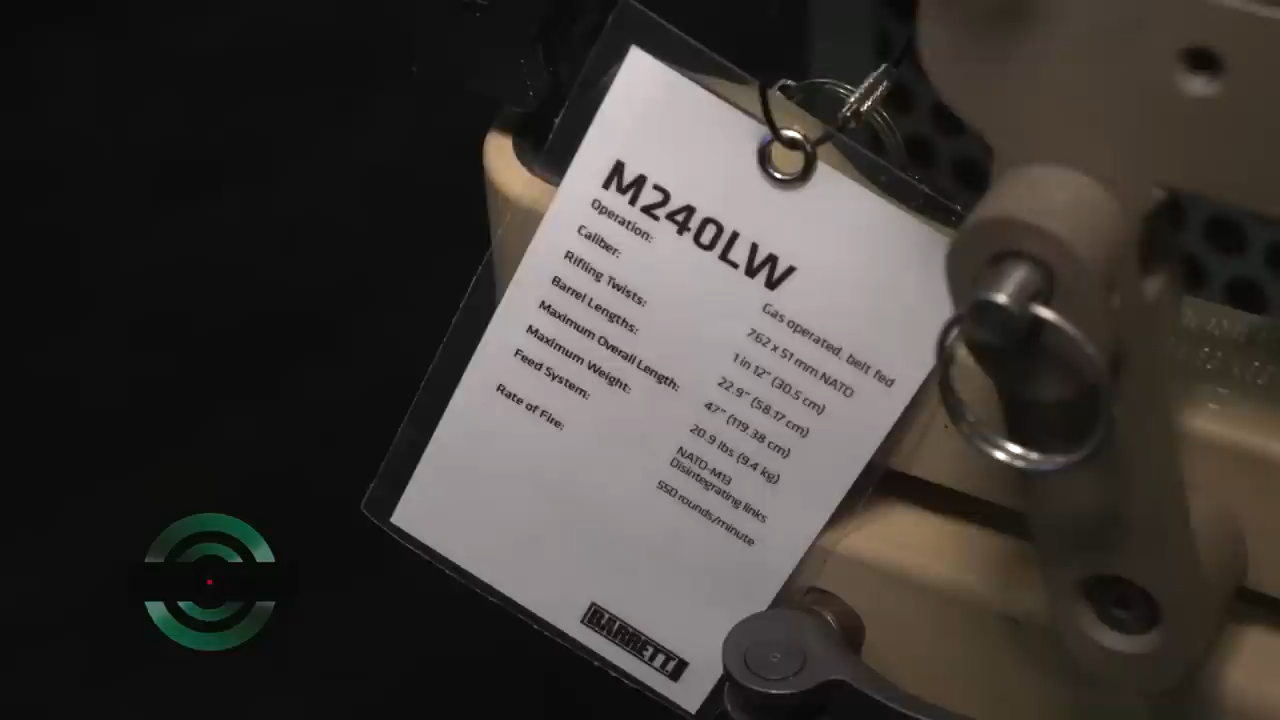 M240LW
Operation: Gas operated, belt fed
Caliber: 7.62 x 51 mm NATO
Rifling Twists: 1 in 12" (30.5 cm)
Barrel Lengths: 22.9" (58.17 cm)
Maximum Overall Length: 47" (119.38 cm)
Maximum Weight: 20.9 lbs (9.4 kg)
Feed System: NATO-M13
Disintegrating links
Rate of Fire: 550 rounds/minute
BARRETT